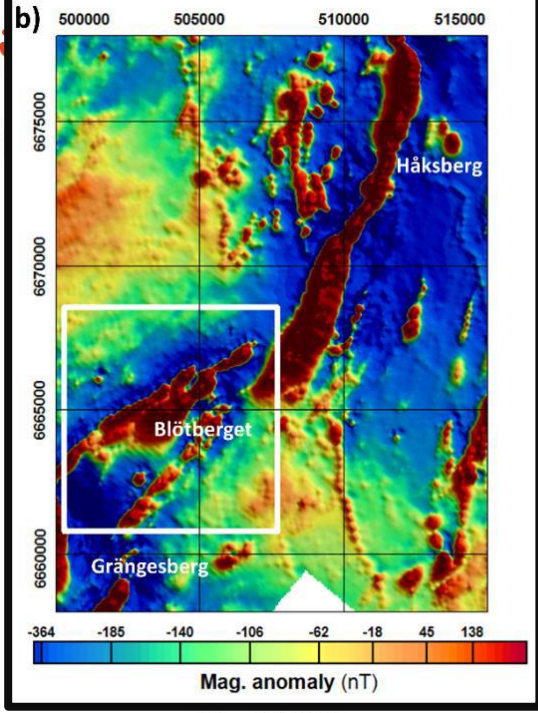 b)
500000 505000 510000 515000
6675000
Håksberg
6670000
6665000
Blötberget
6660000
Grängesberg
-364 -185 -140 -106 -62 -18 45 138
Mag. anomaly (nT)